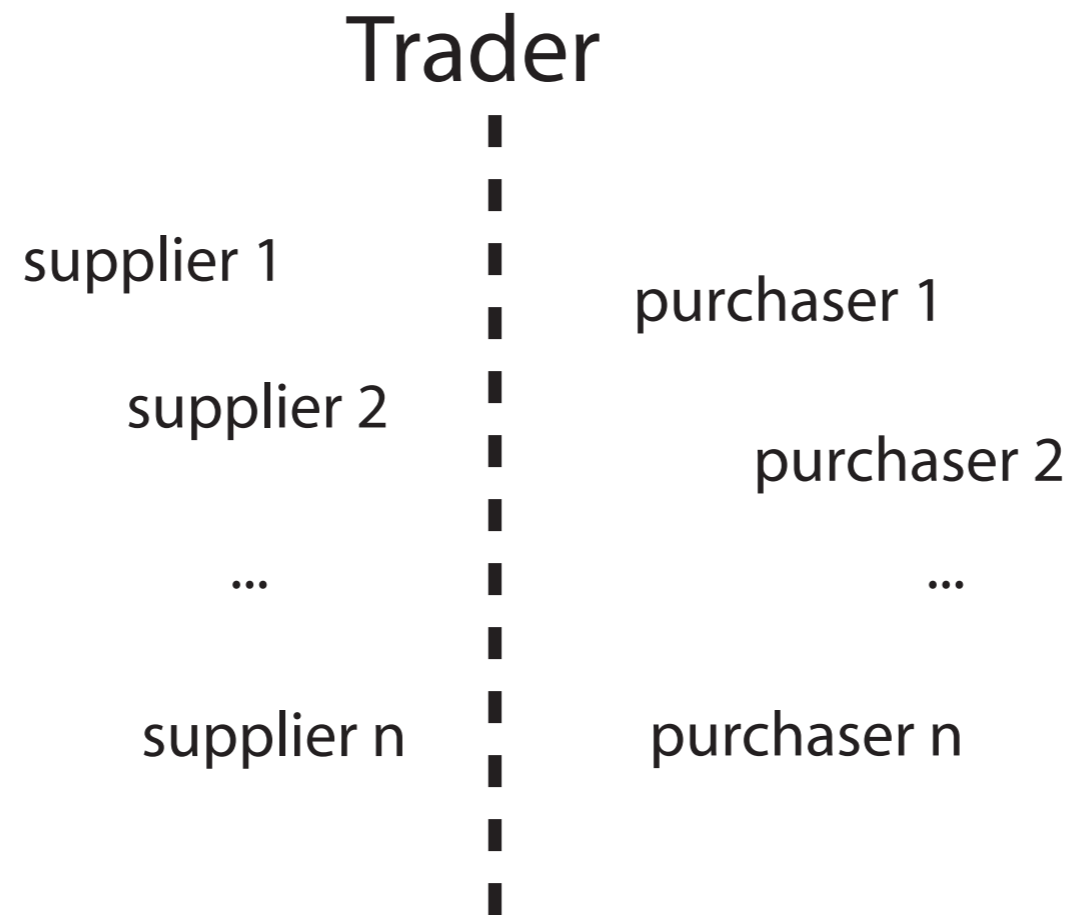 Trader
supplier 1
purchaser 1
supplier 2
purchaser 2
...
...
supplier n
purchaser n